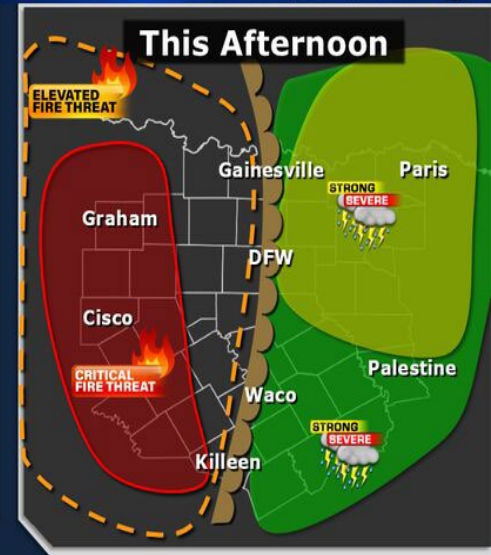 This Afternoon
ELEVATED
FIRE THREAT
Gainesville
Paris
STRONG
SEVERE
Graham
DFW
Cisco
CRITICAL
FIRE THREAT
Palestine
Waco
STRONG
SEVERE
Killeen